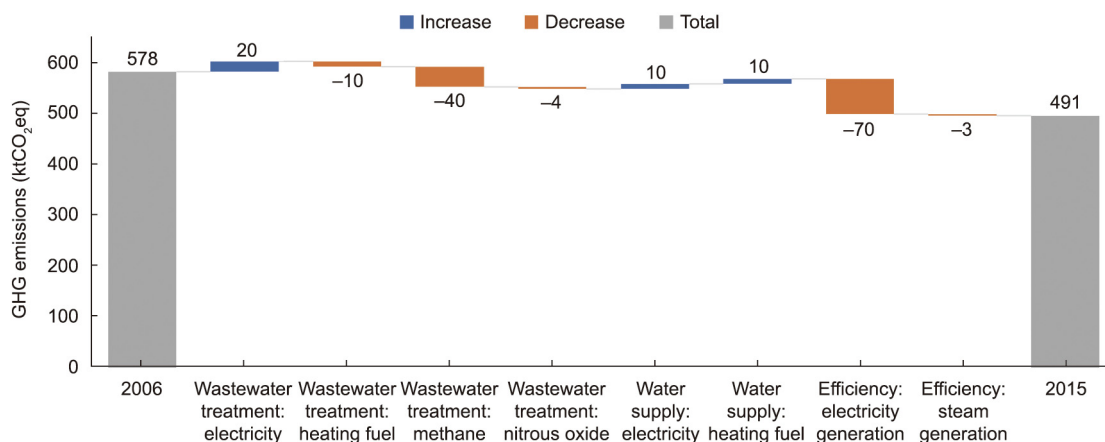 Increase Decrease Total
GHG emissions (ktCO₂eq)
600
500
400
300
200
100
0
578
20
–10
–40
–4
10
10
–70
–3
491
2006
Wastewater
treatment:
electricity
Wastewater
treatment:
heating fuel
Wastewater
treatment:
methane
Wastewater
treatment:
nitrous oxide
Water
supply:
electricity
Water
supply:
heating fuel
Efficiency:
electricity
generation
Efficiency:
steam
generation
2015